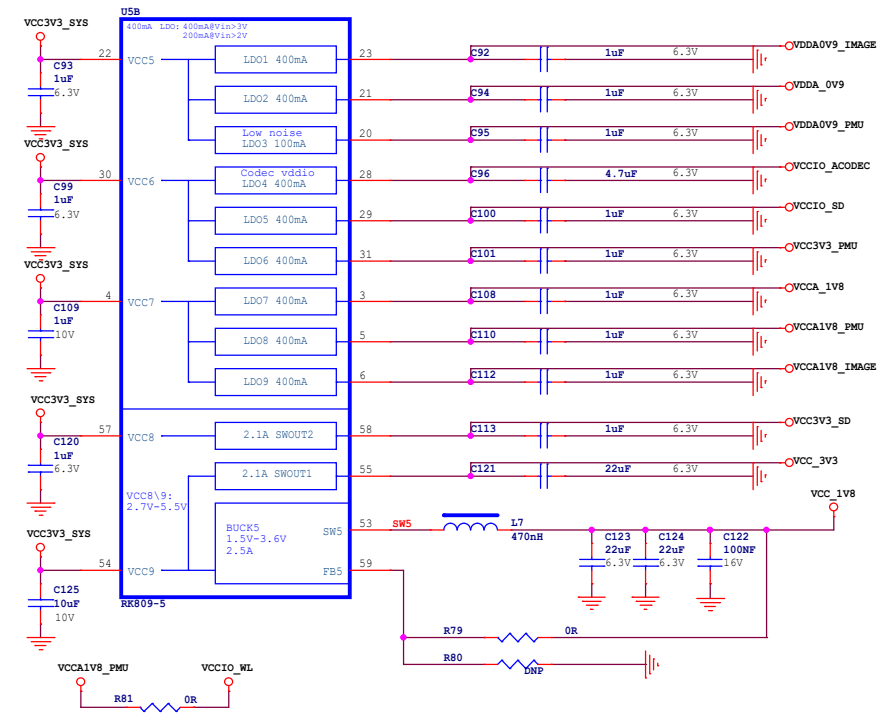 U5B
400mA LDO: 400mA@Vin>3V
200mA@Vin>2V
VCC3V3_SYS
22
VCC5
C93
1uF
6.3V
LDO1 400mA
23
C92
1uF
6.3V
VDDA0V9_IMAGE
LDO2 400mA
21
C94
1uF
6.3V
VDDA_0V9
Low noise
LDO3 100mA
20
C95
1uF
6.3V
VDDA0V9_PMU
VCC3V3_SYS
30
VCC6
C99
1uF
6.3V
Codec vddio
LDO4 400mA
28
C96
4.7uF
6.3V
VCCIO_ACODEC
LDO5 400mA
29
C100
1uF
6.3V
VCCIO_SD
LDO6 400mA
31
C101
1uF
6.3V
VCC3V3_PMU
VCC3V3_SYS
4
VCC7
C109
1uF
10V
LDO7 400mA
3
C108
1uF
6.3V
VCCA_1V8
LDO8 400mA
5
C110
1uF
6.3V
VCCA1V8_PMU
LDO9 400mA
6
C112
1uF
6.3V
VCCA1V8_IMAGE
VCC3V3_SYS
57
VCC8
C120
1uF
6.3V
2.1A SWOUT2
58
C113
1uF
6.3V
VCC3V3_SD
2.1A SWOUT1
55
C121
22uF
6.3V
VCC_3V3
VCC8\9:
2.7V-5.5V
VCC3V3_SYS
54
VCC9
C125
10uF
10V
BUCK5
1.5V-3.6V
2.5A
SW5
53
SW5
L7
470nH
VCC_1V8
C123
22uF
6.3V
C124
22uF
6.3V
C122
100NF
16V
FB5
59
RK809-5
R79
0R
R80
DNP
VCCA1V8_PMU
VCCIO_WL
R81
0R